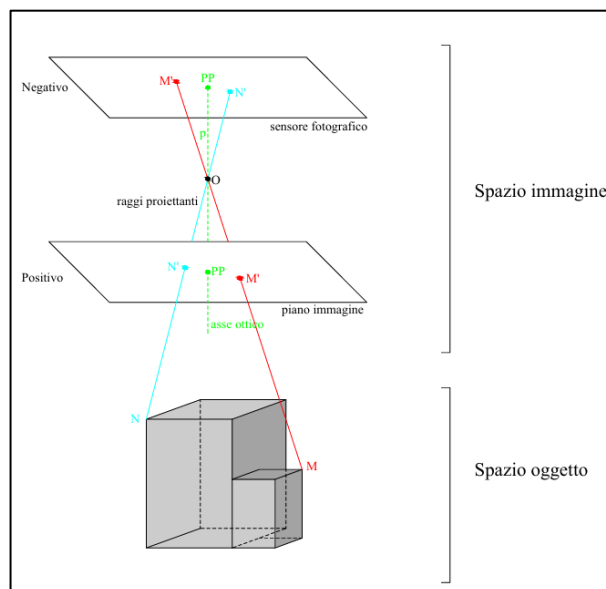 M' PP N'
Negativo
sensore fotografico
p
O
raggi proiettanti
Spazio immagine
N' PP M'
Positivo
piano immagine
asse ottico
N
M
Spazio oggetto